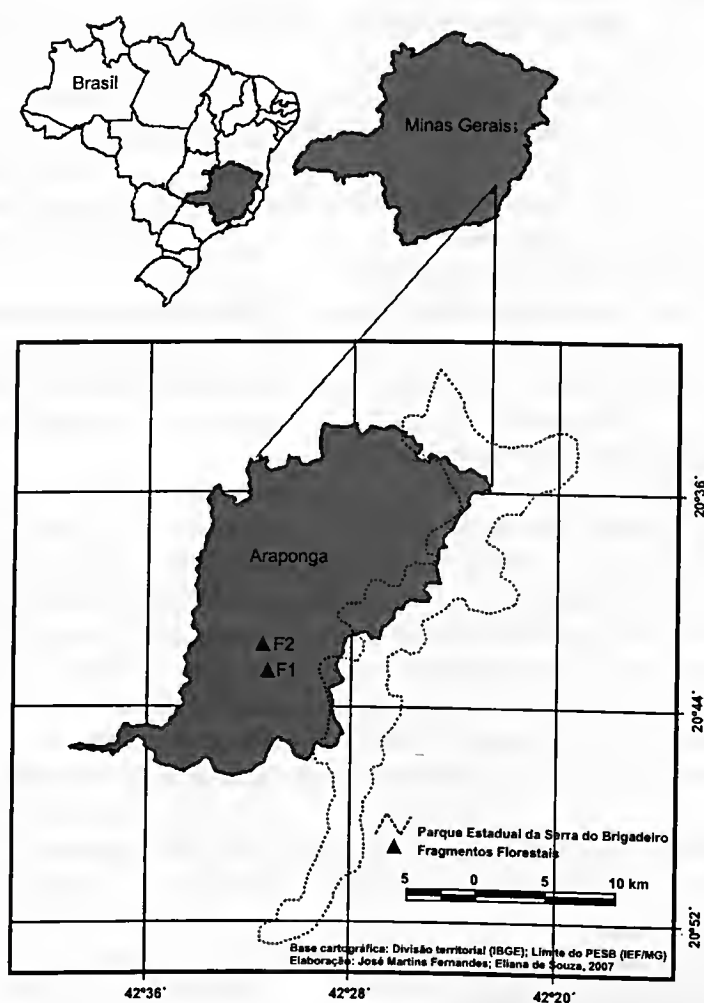 Brasil
Minas Gerais
Araponga
F2
F1
20°36'
20°44'
20°52'
Parque Estadual da Serra do Brigadeiro
Fragmentos Florestais
5 0 5 10 km
Base cartográfica: Divisão territorial (IBGE); Limite do PESB (IEF/MG)
Elaboração: José Martins Fernandes; Eliana de Souza, 2007
42°36' 42°28' 42°20'